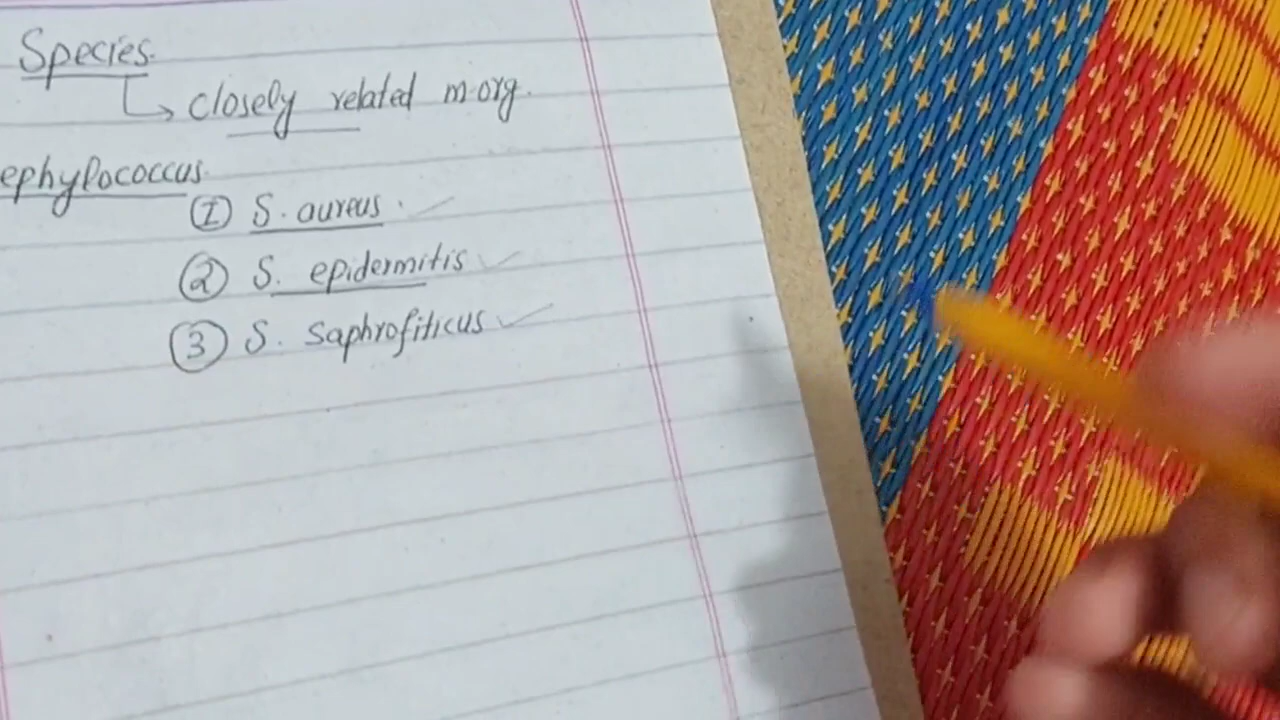 Species.
↳ closely related m.org.
ephylococcus.
① S. aureus.
② S. epidermitis
③ S. saphrofiticus